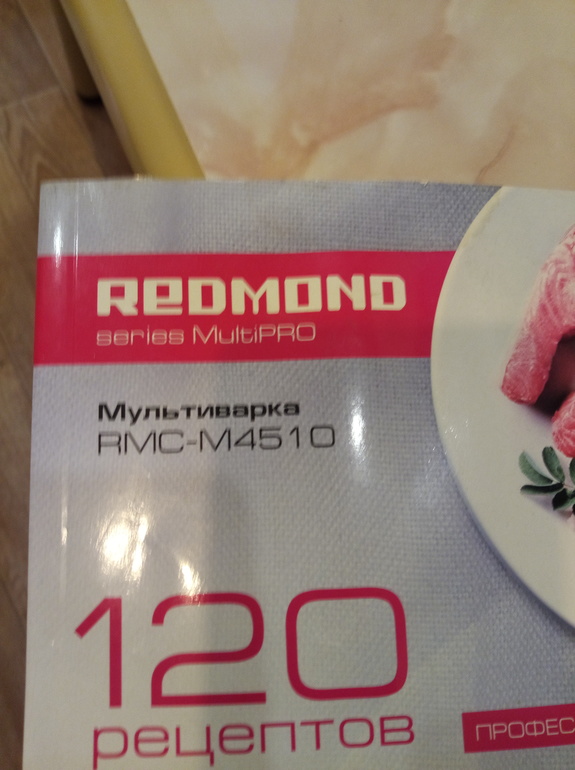 REDMOND
series MultiPRO
Мультиварка
RMC-M4510
120
рецептов